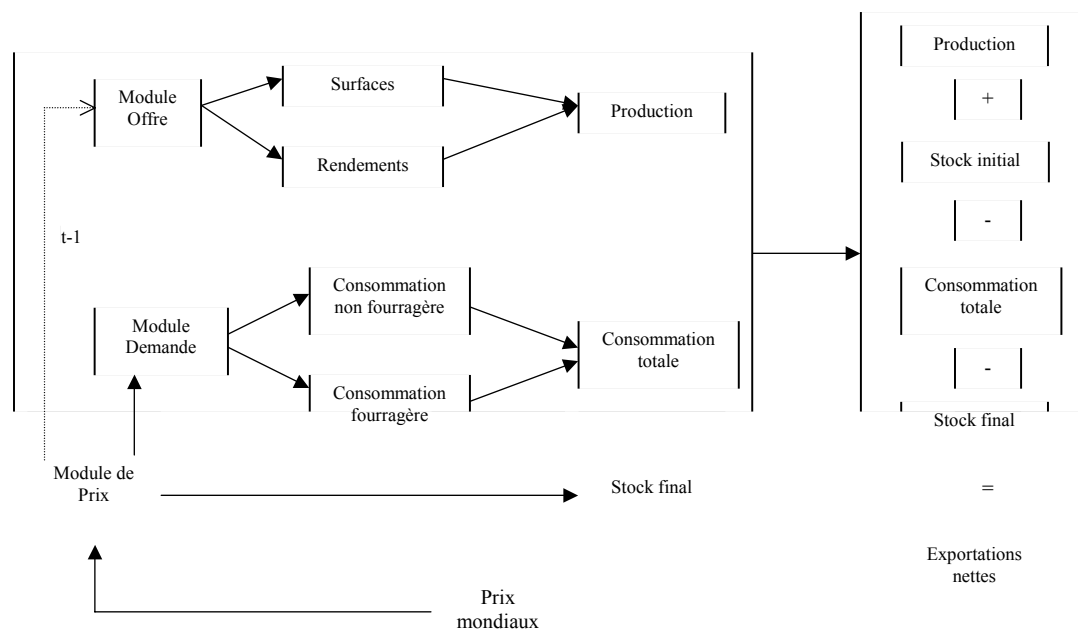 Module
Offre
Surfaces
Rendements
Production
t-1
Module
Demande
Consommation
non fourragère
Consommation
fourragère
Consommation
totale
Module de
Prix
Stock final
Prix
mondiaux
Production
+
Stock initial
-
Consommation
totale
-
Stock final
=
Exportations
nettes